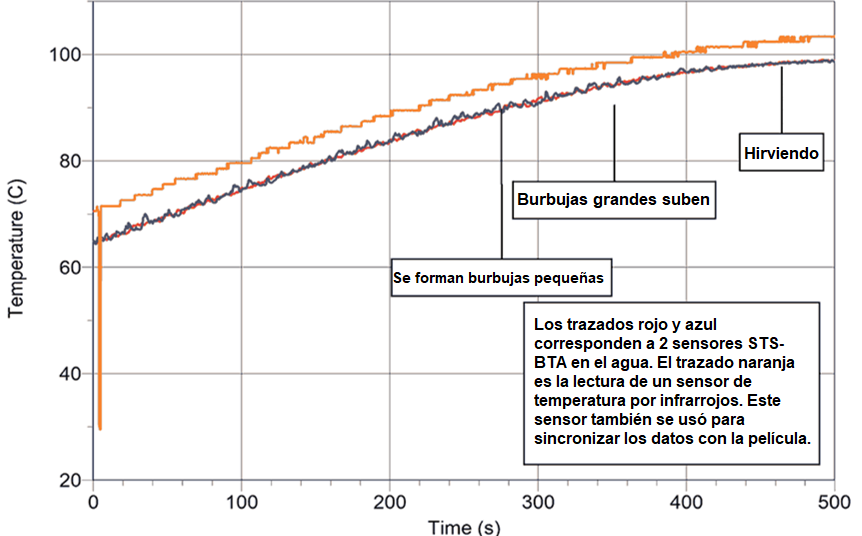 100
80
60
40
20
0
100
200
300
400
500
Temperature (C)
Time (s)
Hirviendo
Burbujas grandes suben
Se forman burbujas pequeñas
Los trazados rojo y azul
corresponden a 2 sensores STS-
BTA en el agua. El trazado naranja
es la lectura de un sensor de
temperatura por infrarrojos. Este
sensor también se usó para
sincronizar los datos con la película.